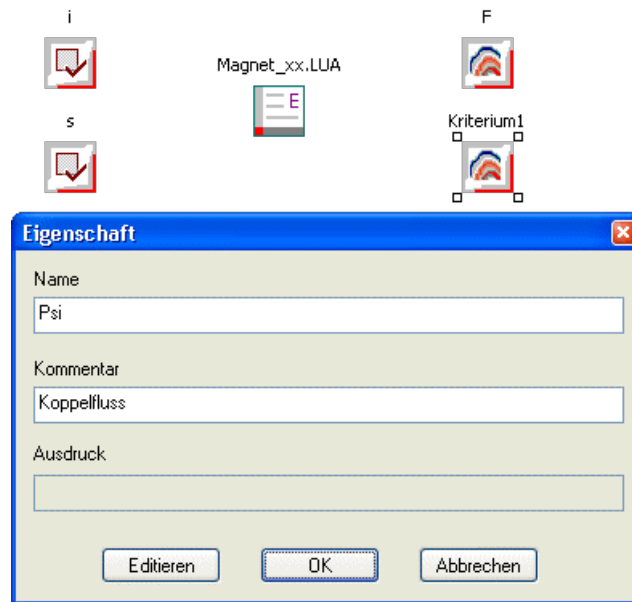 i
F
Magnet_xx.LUA
E
s
Kriterium1
Eigenschaft
Name
Psi
Kommentar
Koppelfluss
Ausdruck
Editieren
OK
Abbrechen